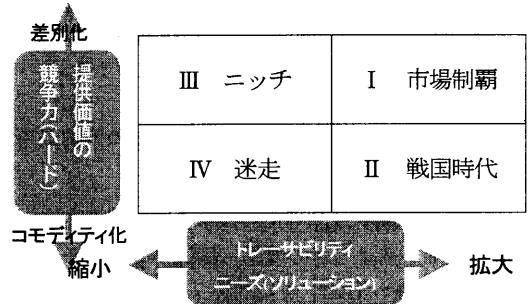 差別化
提供価値の
競争力(ハード)
Ⅲ ニッチ
Ⅰ 市場制覇
Ⅳ 迷走
Ⅱ 戦国時代
コモディティ化
縮小
トレーサビリティ
ニーズ(ソリューション)
拡大